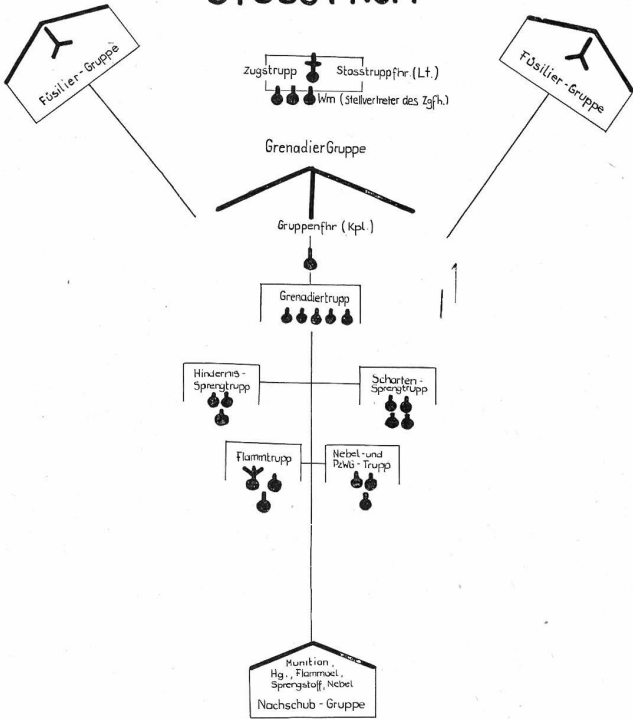 Füsilier-Gruppe
Füsilier-Gruppe
Zugstrupp Stosstruppfhr. (Lt.)
Wm (Stellvertreter des Zgfh.)
Grenadier Gruppe
Gruppenfhr (Kpl.)
Grenadiertrupp
Hindernis-
Sprengtrupp
Scharten-
Sprengtrupp
Flammtrupp
Nebel-und
PzWG-Trupp
Munition,
Hg., Flammoel,
Sprengstoff, Nebel
Nachschub-Gruppe